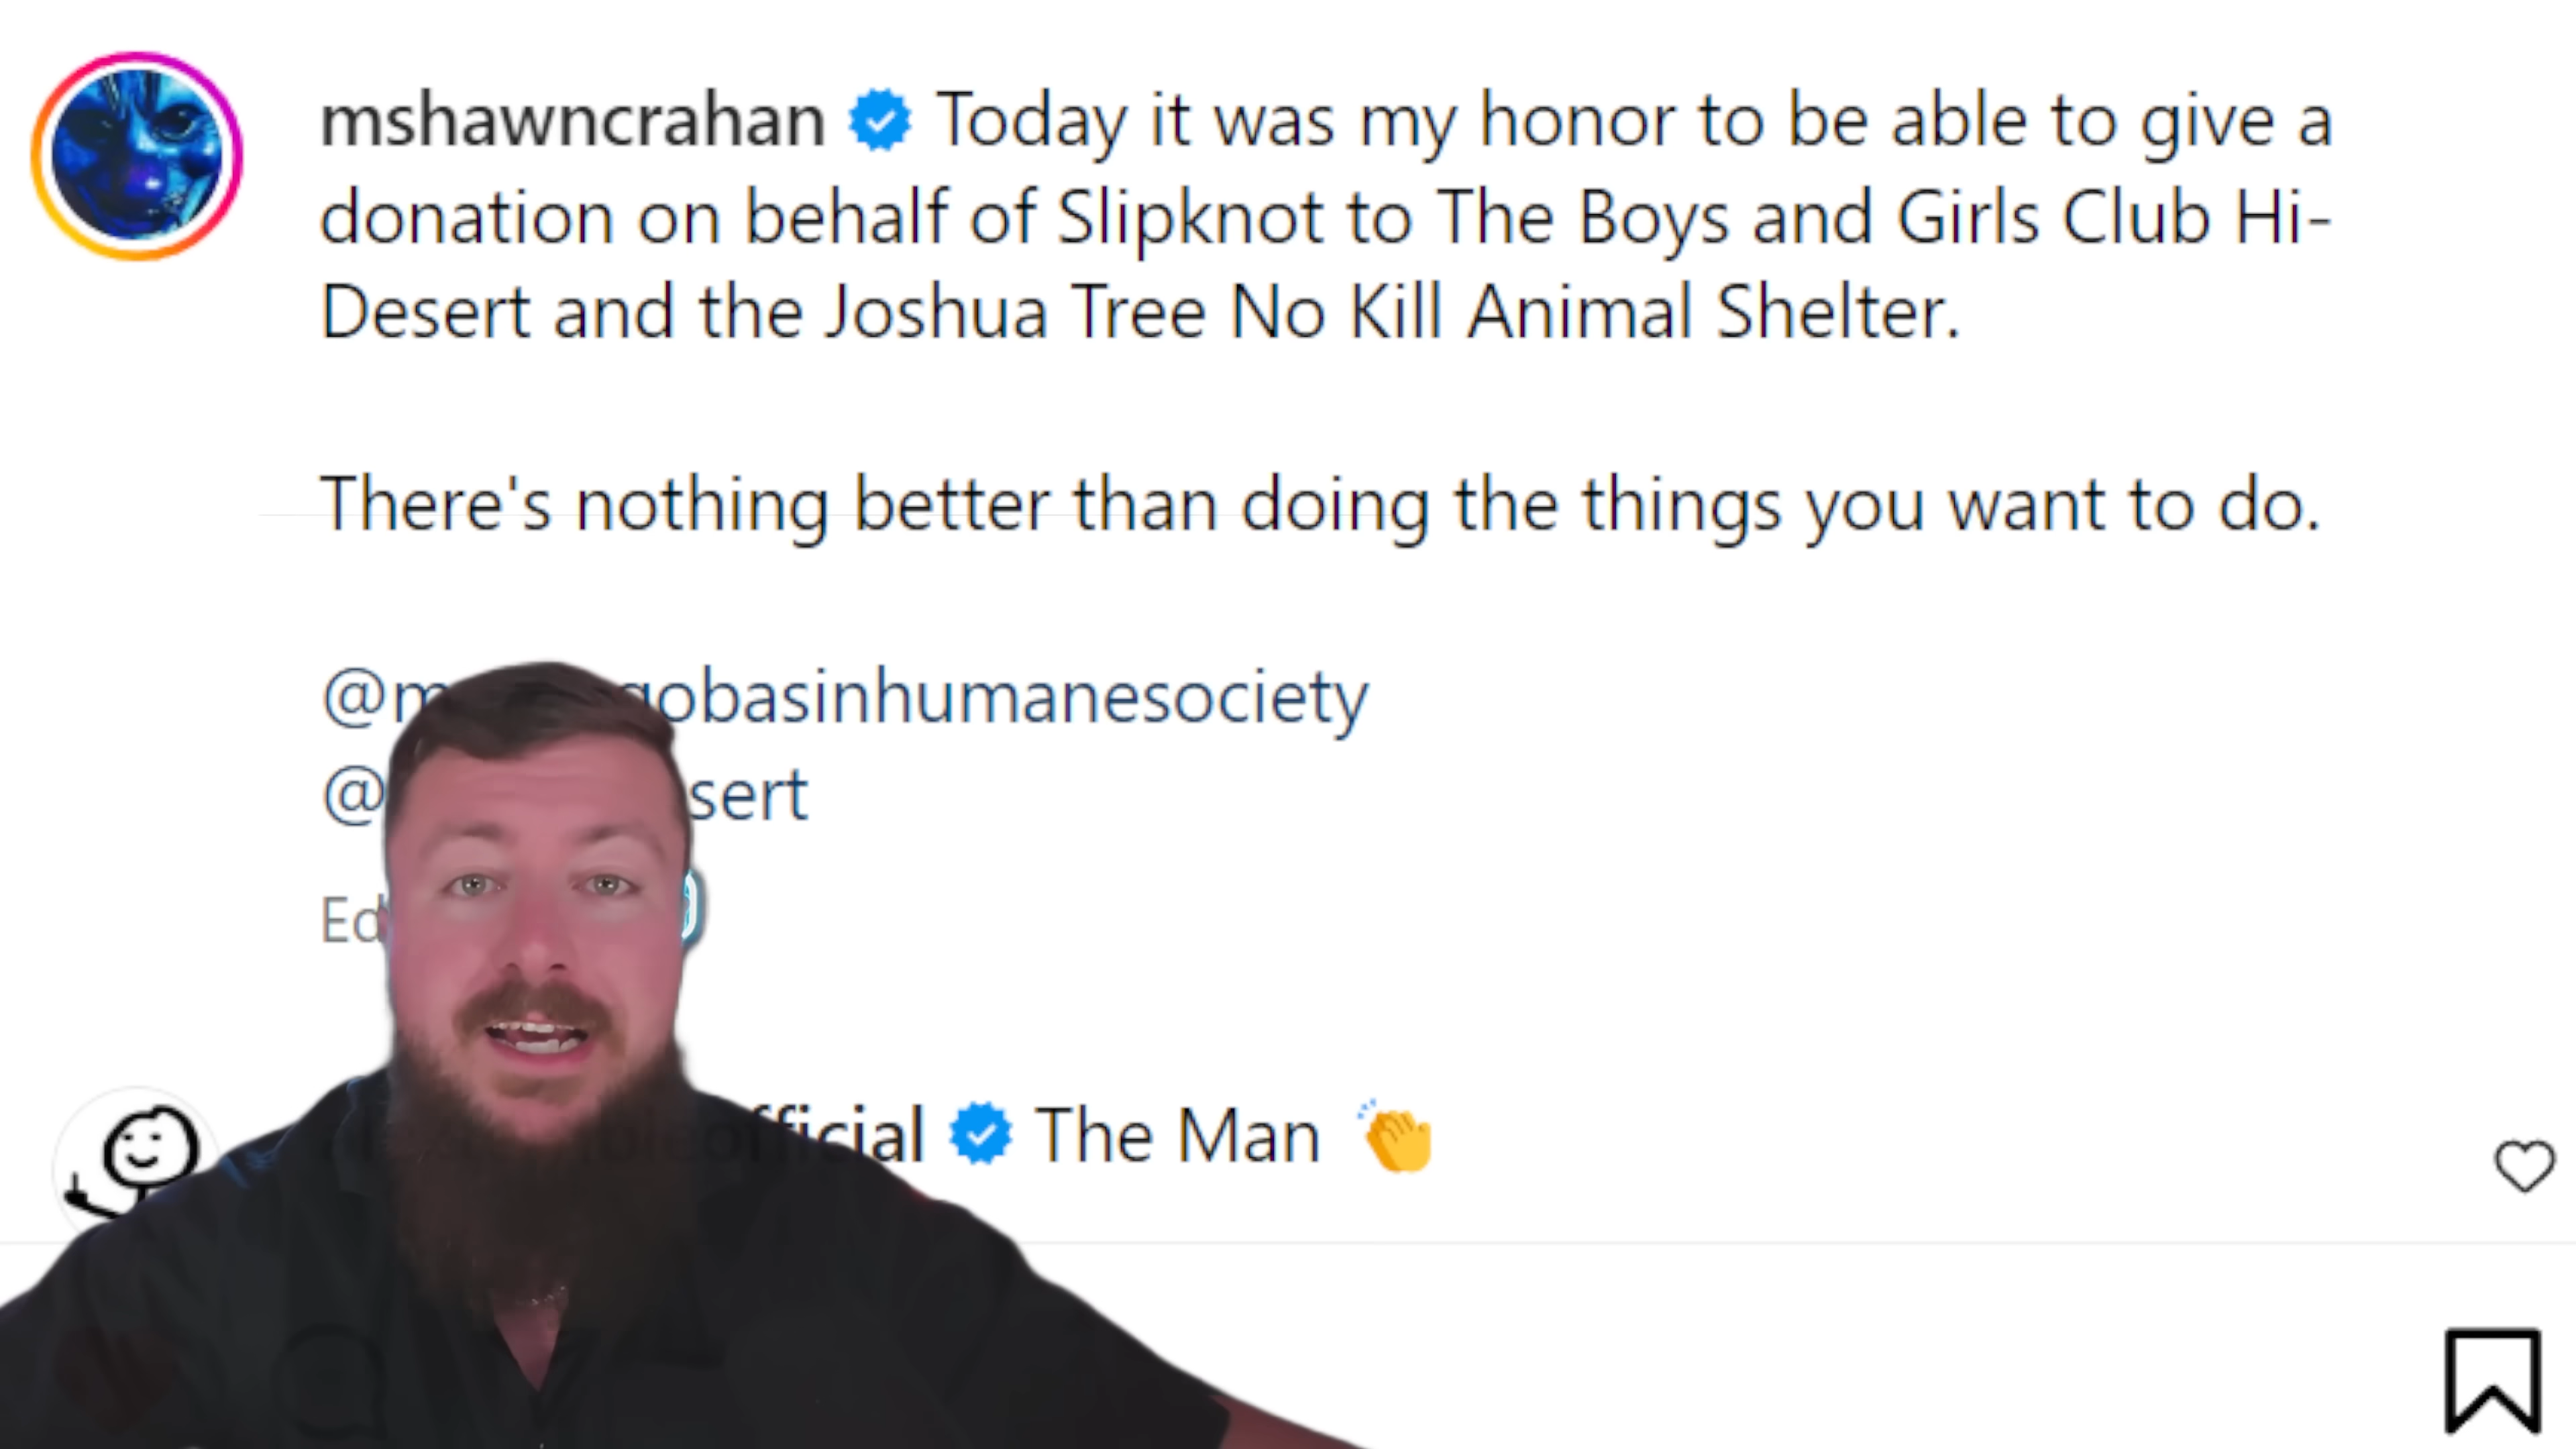 mshawncrahan Today it was my honor to be able to give a
donation on behalf of Slipknot to The Boys and Girls Club Hi-
Desert and the Joshua Tree No Kill Animal Shelter.
There's nothing better than doing the things you want to do.
The Man 👏